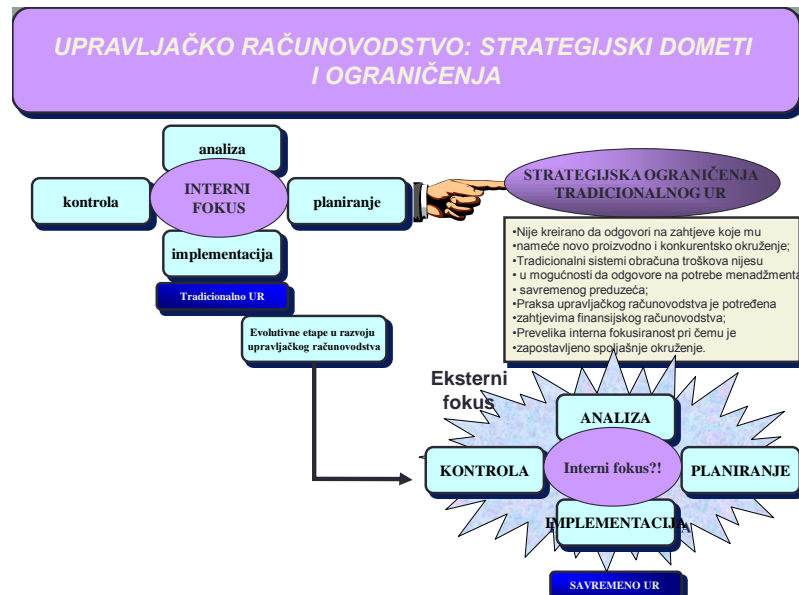 UPRAVLJAČKO RAČUNOVODSTVO: STRATEGIJSKI DOMETI
I OGRANIČENJA
analiza
kontrola
INTERNI
FOKUS
planiranje
implementacija
Tradicionalno UR
STRATEGIJSKA OGRANIČENJA
TRADICIONALNOG UR
•Nije kreirano da odgovori na zahtjeve koje mu
•nameće novo proizvodno i konkurentsko okruženje;
•Tradicionalni sistemi obračuna troškova nijesu
• u mogućnosti da odgovore na potrebe menadžmenta
• savremenog preduzeća;
•Praksa upravljačkog računovodstva je potređena
•zahtjevima finansijskog računovodstva;
•Prevelika interna fokusiranost pri čemu je
•zapostavljeno spoljašnje okruženje.
Evolutivne etape u razvoju
upravljačkog računovodstva
Eksterni
fokus
ANALIZA
KONTROLA
Interni fokus?!
PLANIRANJE
IMPLEMENTACIJA
SAVREMENO UR